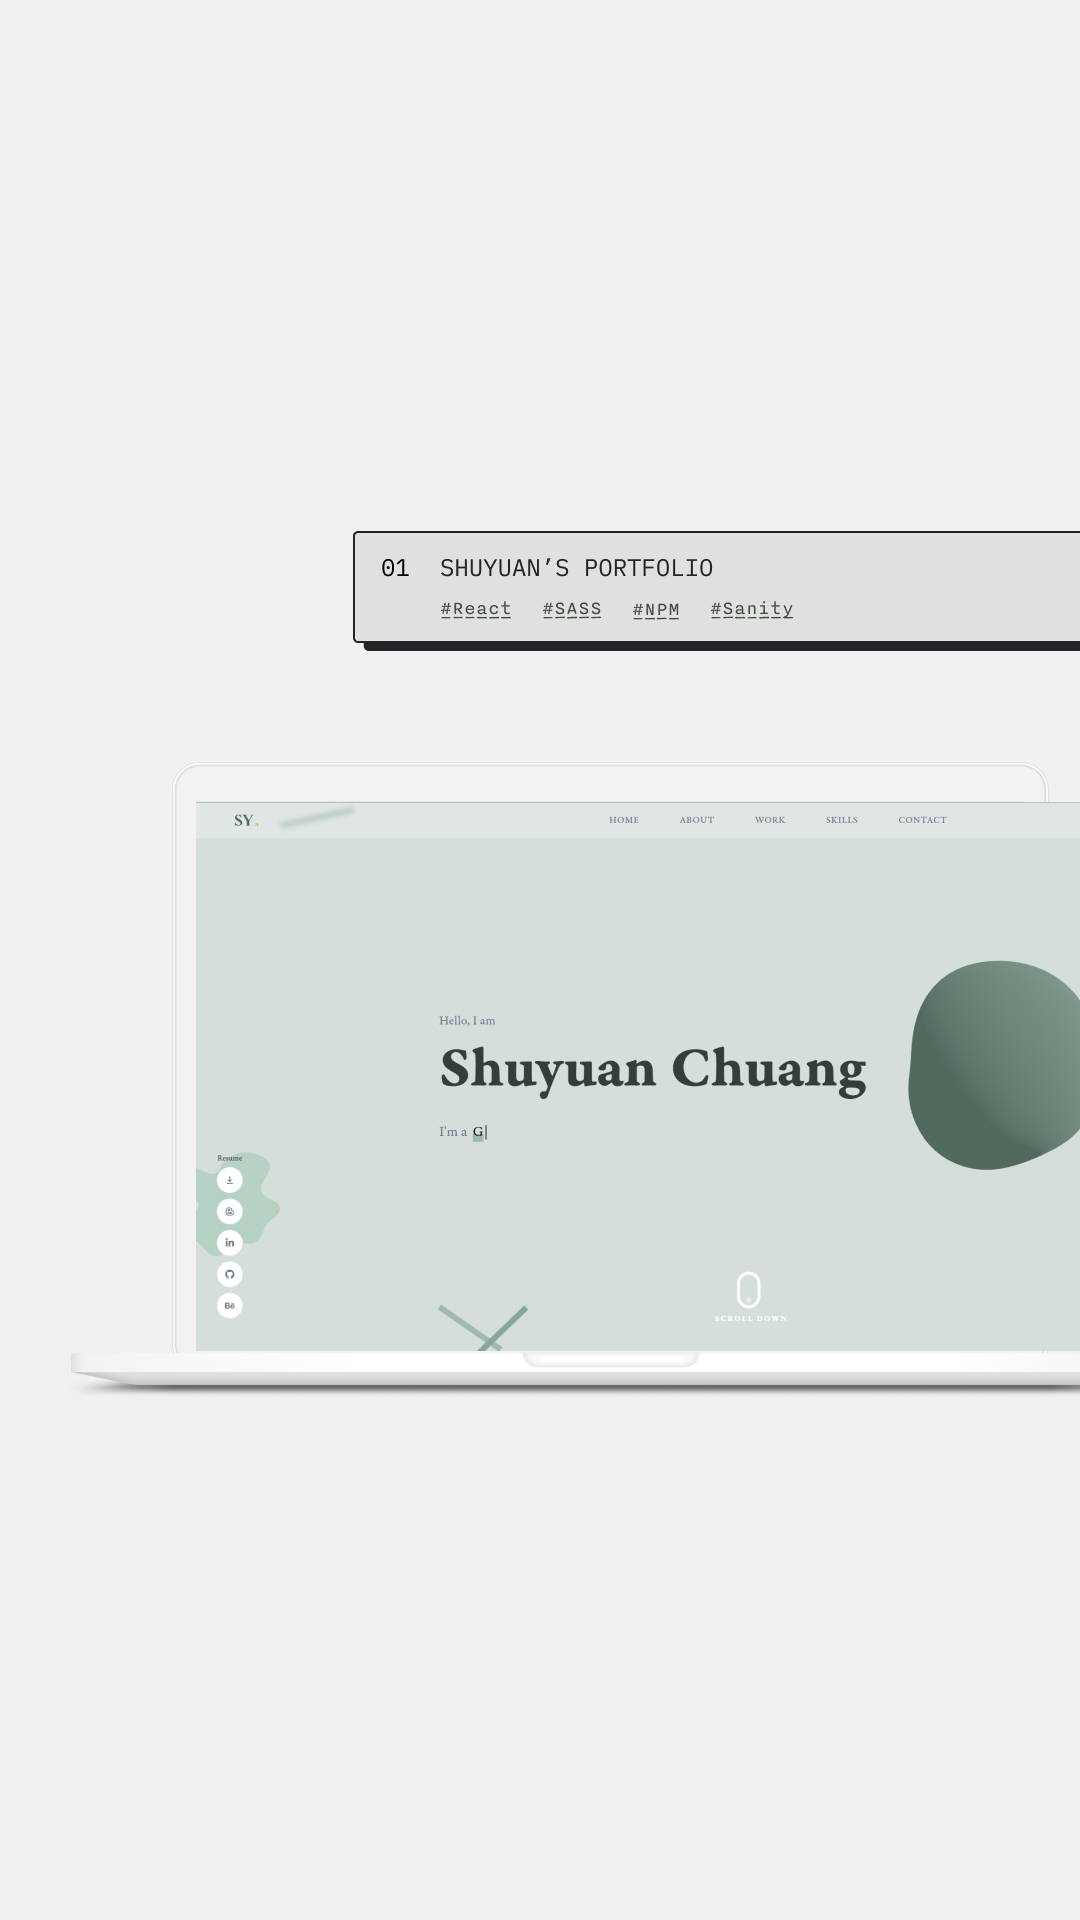 01 SHUYUAN’S PORTFOLIO
#React #SASS #NPM #Sanity
SY.
HOME ABOUT WORK SKILLS CONTACT
Hello, I am
Shuyuan Chuang
I'm a G|
Resume
in
Bē
SCROLL DOWN